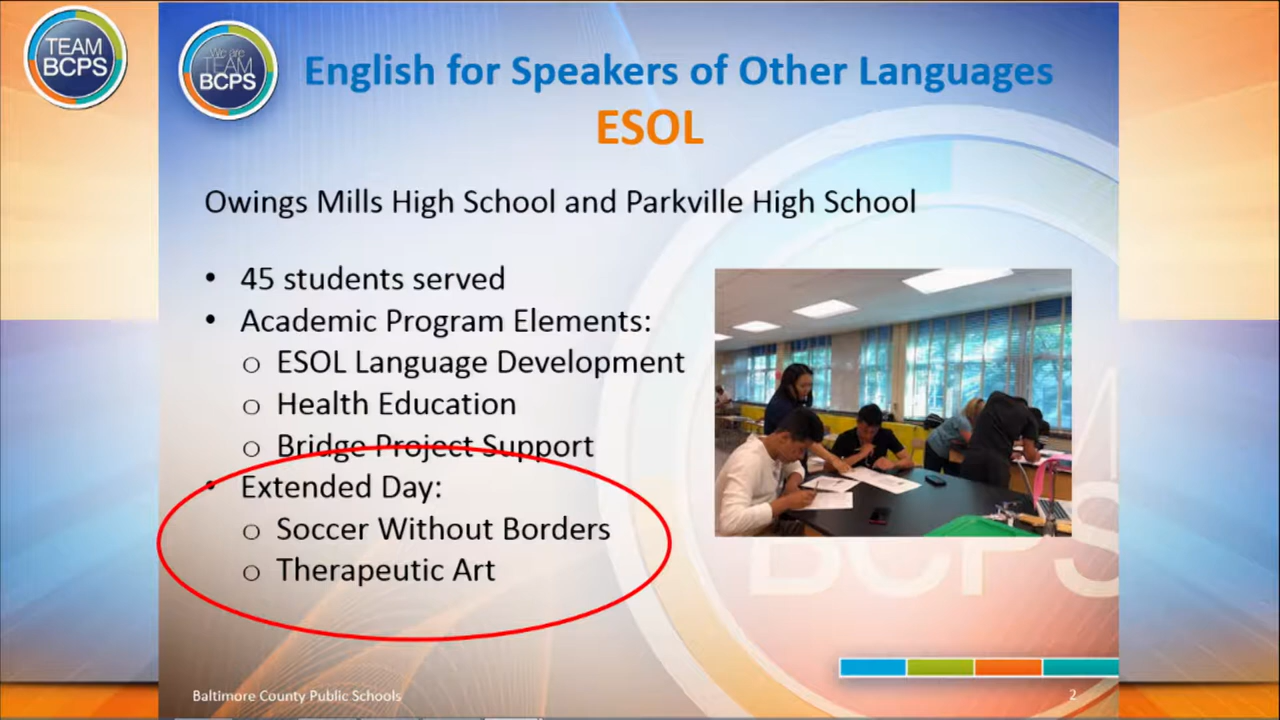 TEAM
BCPS
We are
TEAM
BCPS
English for Speakers of Other Languages
ESOL
Owings Mills High School and Parkville High School
• 45 students served
• Academic Program Elements:
o ESOL Language Development
o Health Education
o Bridge Project Support
• Extended Day:
o Soccer Without Borders
o Therapeutic Art
BCPS
Baltimore County Public Schools
2